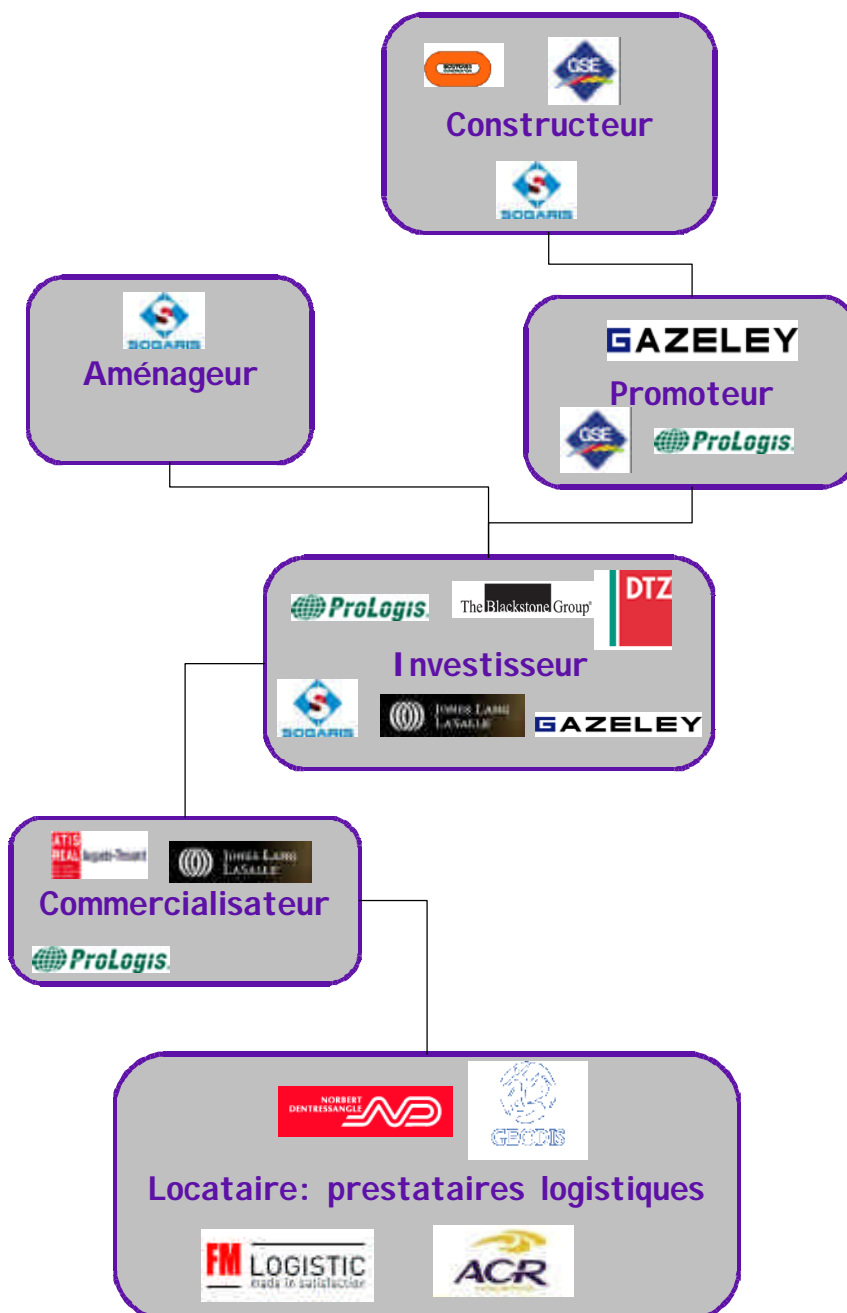 GSE
Constructeur
SOGARIS
SOGARIS
Aménageur
GAZELEY
Promoteur
GSE
ProLogis.
ProLogis.
The Blackstone Group®
DTZ
Investisseur
SOGARIS
JONES LANG
LASALLE
GAZELEY
ATIS
REAL
JONES LANG
LASALLE
Commercialisateur
ProLogis.
NORBERT
DENTRESSANGLE ND
GEODIS
Locataire: prestataires logistiques
FM LOGISTIC
made in satisfaction
ACR